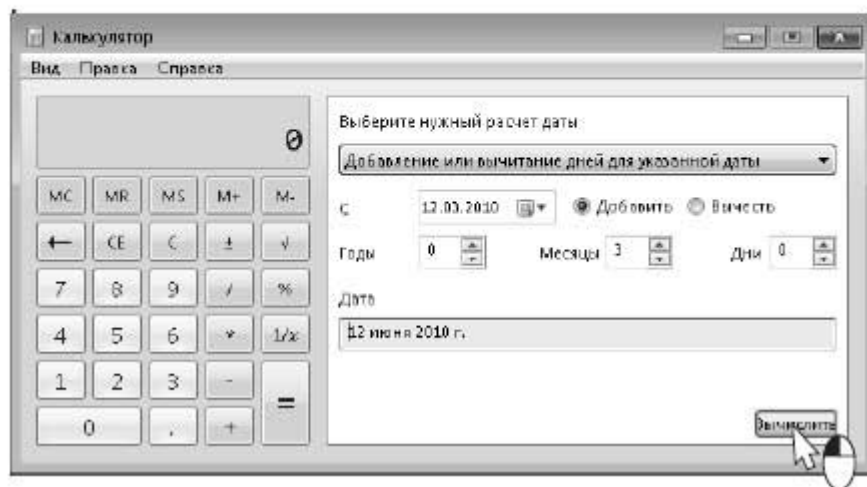 Калькулятор
Вид Правка Справка
0
MC MR MS M+ M-
← CE C ± √
7 8 9 / %
4 5 6 * 1/x
1 2 3 - =
0 , +
Выберите нужный расчет даты
Добавление или вычитание дней для указанной даты
С 12.03.2010 Добавить Вычесть
Годы 0 Месяцы 3 Дни 0
Дата
12 июня 2010 г.
Вычислить